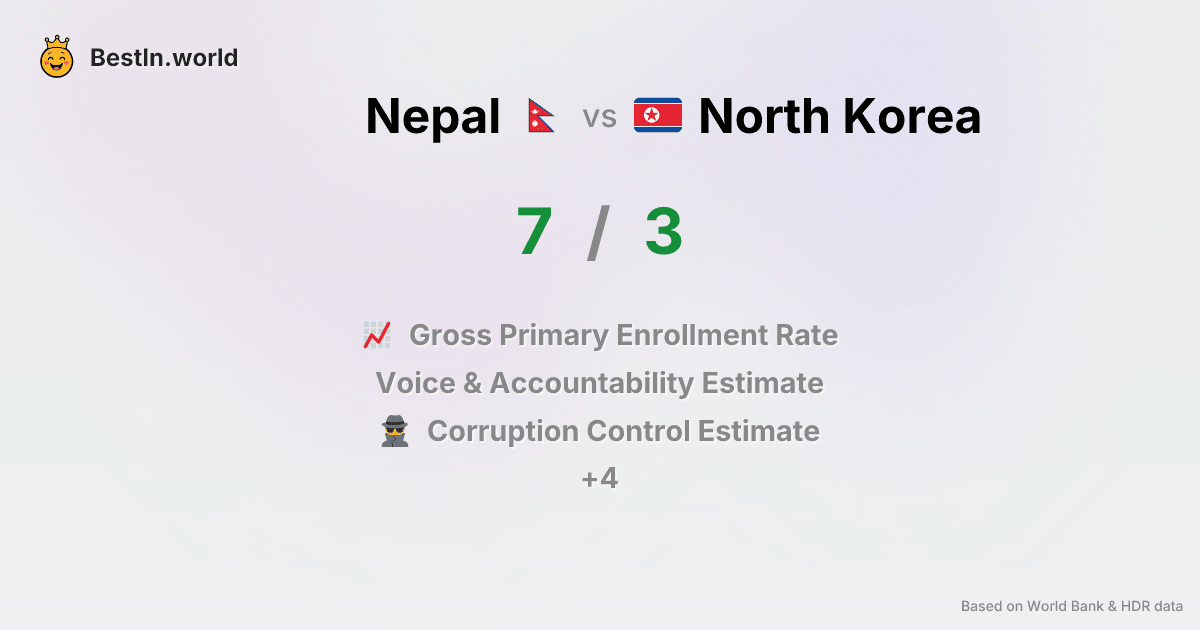 BestIn.world
Nepal vs North Korea
7 / 3
Gross Primary Enrollment Rate
Voice & Accountability Estimate
Corruption Control Estimate
+4
Based on World Bank & HDR data